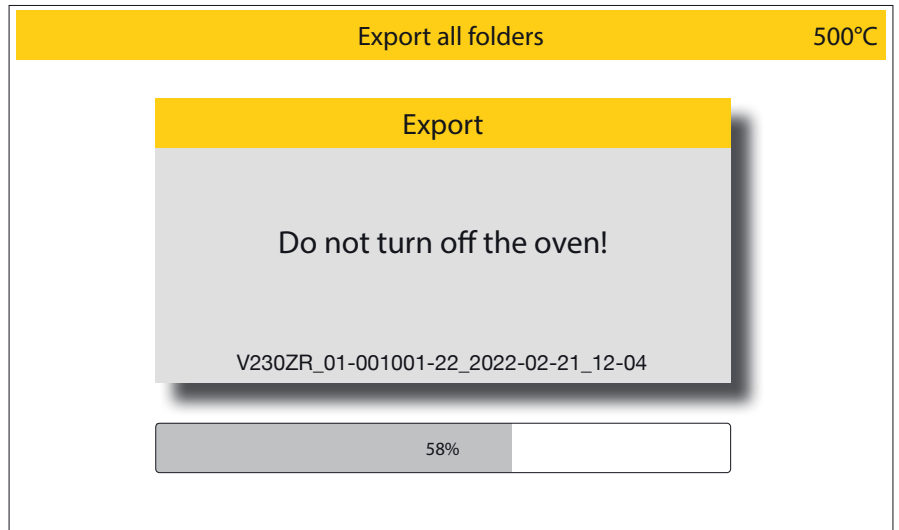 Export all folders 500°C
Export
Do not turn off the oven!
V230ZR_01-001001-22_2022-02-21_12-04
58%